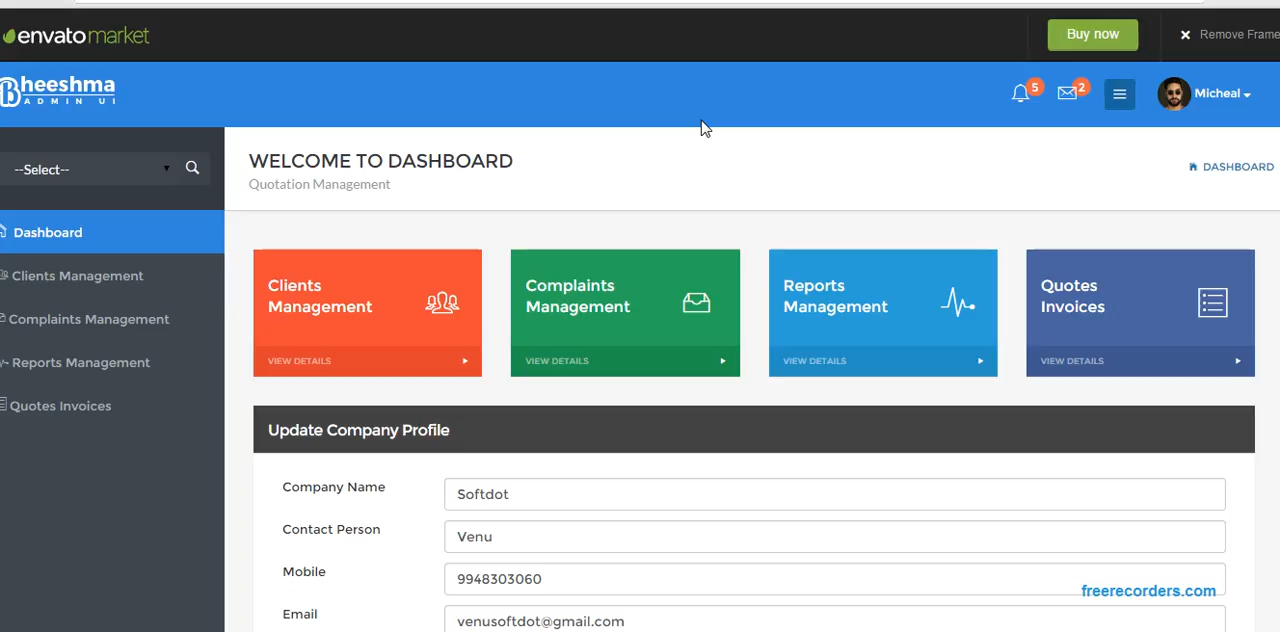 envatomarket
Buy now
Remove Frame
Bheeshma
ADMIN UI
5
2
Micheal
--Select--
WELCOME TO DASHBOARD
Quotation Management
DASHBOARD
Dashboard
Clients Management
Complaints Management
Reports Management
Quotes Invoices
Clients
Management
VIEW DETAILS
Complaints
Management
VIEW DETAILS
Reports
Management
VIEW DETAILS
Quotes
Invoices
VIEW DETAILS
Update Company Profile
Company Name
Softdot
Contact Person
Venu
Mobile
9948303060
freerecorders.com
Email
venusoftdot@gmail.com